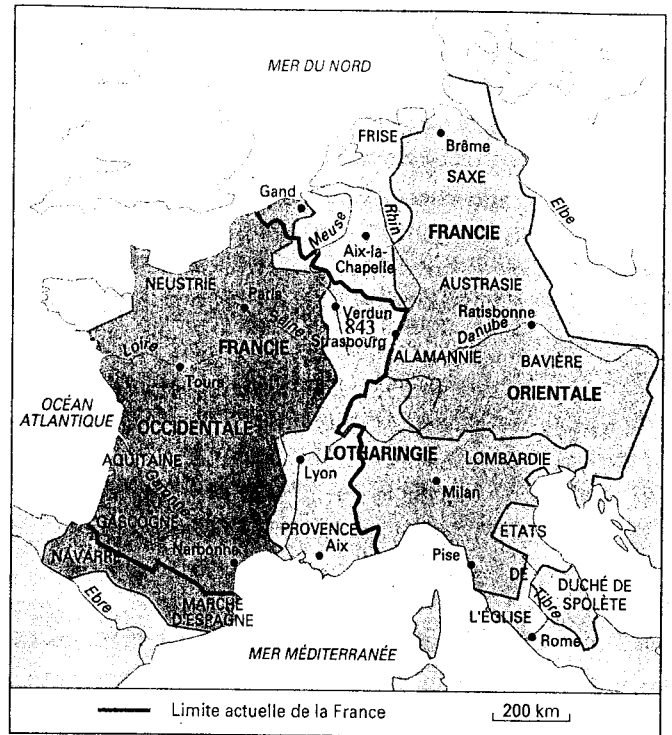 MER DU NORD
FRISE
Brême
SAXE
Elbe
Gand
Meuse
Rhin
FRANCIE
Aix-la-
Chapelle
NEUSTRIE
AUSTRASIE
Paris
Verdun
843
Ratisbonne
Seine
Danube
Strasbourg
Loire
FRANCIE
ALAMANNIE
BAVIÈRE
Tours
ORIENTALE
OCÉAN
ATLANTIQUE
OCCIDENTALE
LOTHARINGIE
LOMBARDIE
AQUITAINE
Lyon
Milan
Garonne
GASCOGNE
PROVENCE
ÉTATS
NAVARRE
Narbonne
Aix
Pise
DE
DUCHÉ DE
SPOLÈTE
Ebre
MARCHE
D'ESPAGNE
L'ÉGLISE
Tibre
Rome
MER MÉDITERRANÉE
Limite actuelle de la France
200 km